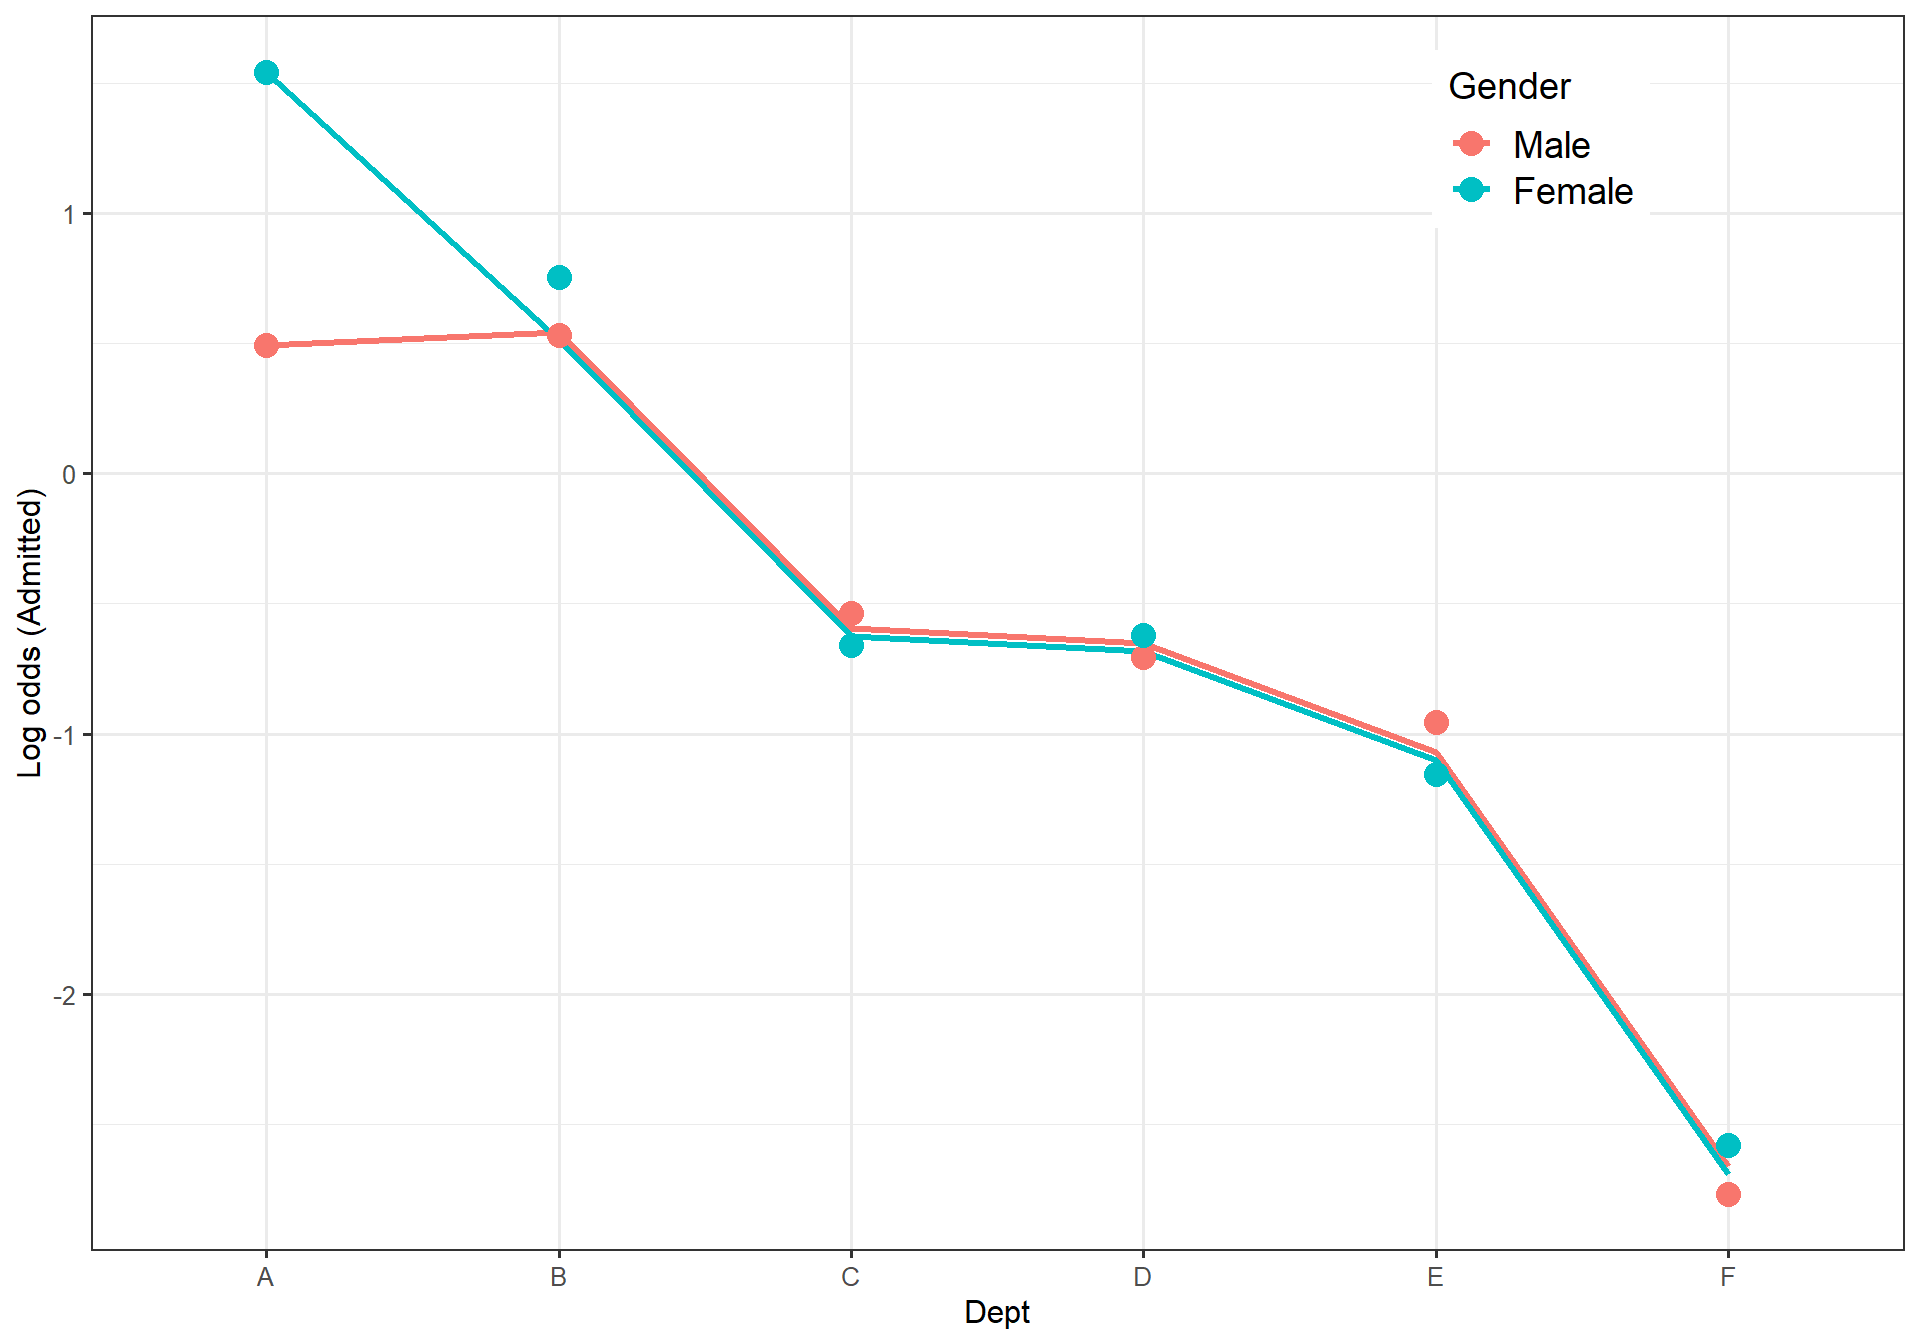 Gender
Male
Female
1
0
-1
-2
Log odds (Admitted)
A B C D E F
Dept